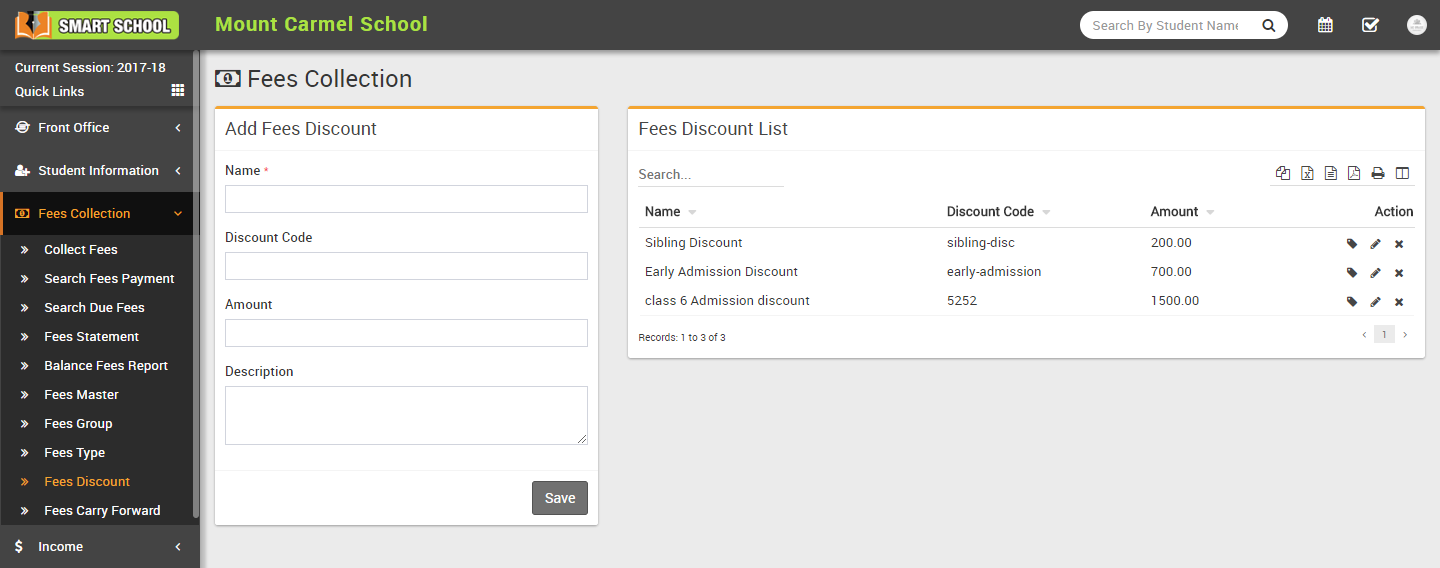 SMART SCHOOL
Mount Carmel School
Search By Student Name
Current Session: 2017-18
Quick Links
Front Office
Student Information
Fees Collection
Collect Fees
Search Fees Payment
Search Due Fees
Fees Statement
Balance Fees Report
Fees Master
Fees Group
Fees Type
Fees Discount
Fees Carry Forward
Income
Fees Collection
Add Fees Discount
Name *
Discount Code
Amount
Description
Save
Fees Discount List
Search...
Name Discount Code Amount Action
Sibling Discount sibling-disc 200.00
Early Admission Discount early-admission 700.00
class 6 Admission discount 5252 1500.00
Records: 1 to 3 of 3
1